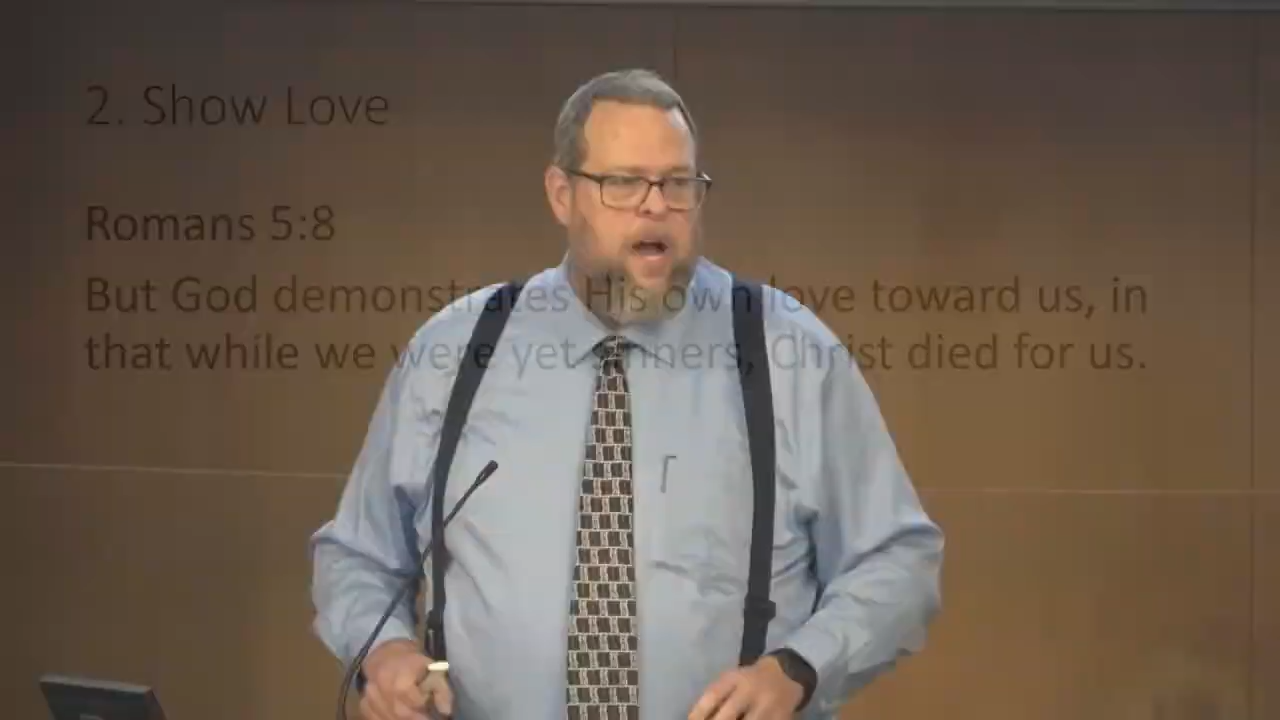 2. Show Love
Romans 5:8
But God demonstrates His own love toward us, in
that while we were yet sinners, Christ died for us.